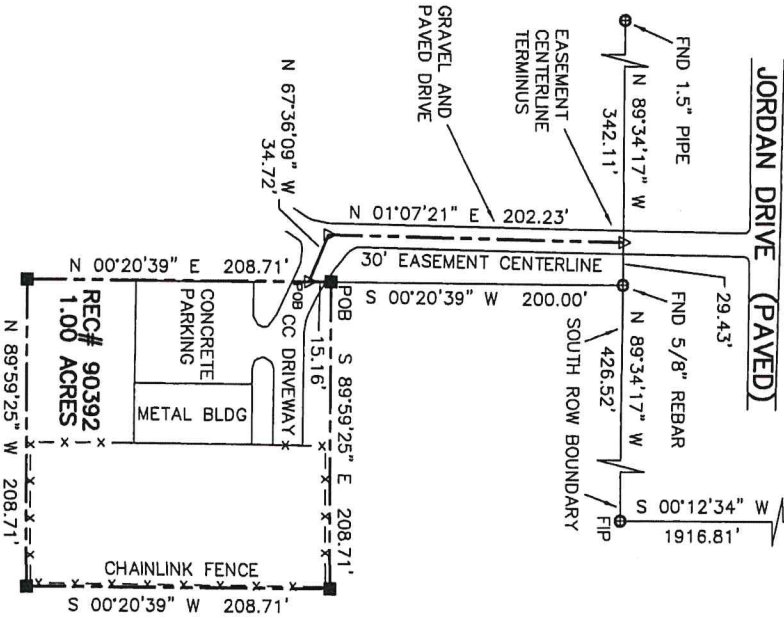 JORDAN DRIVE (PAVED)
FND 1.5" PIPE
N 89°34'17" W
342.11'
EASEMENT
CENTERLINE
TERMINUS
GRAVEL AND
PAVED DRIVE
29.43'
FND 5/8" REBAR
N 89°34'17" W
426.52'
SOUTH ROW BOUNDARY
FIP
S 00°12'34" W
1916.81'
N 01°07'21" E 202.23'
30' EASEMENT CENTERLINE
S 00°20'39" W 200.00'
N 67°36'09" W
34.72'
POB
POB
15.16'
S 89°59'25" E 208.71'
CC DRIVEWAY
N 00°20'39" E 208.71'
CONCRETE
PARKING
METAL BLDG
REC# 90392
1.00 ACRES
N 89°59'25" W 208.71'
CHAINLINK FENCE
S 00°20'39" W 208.71'